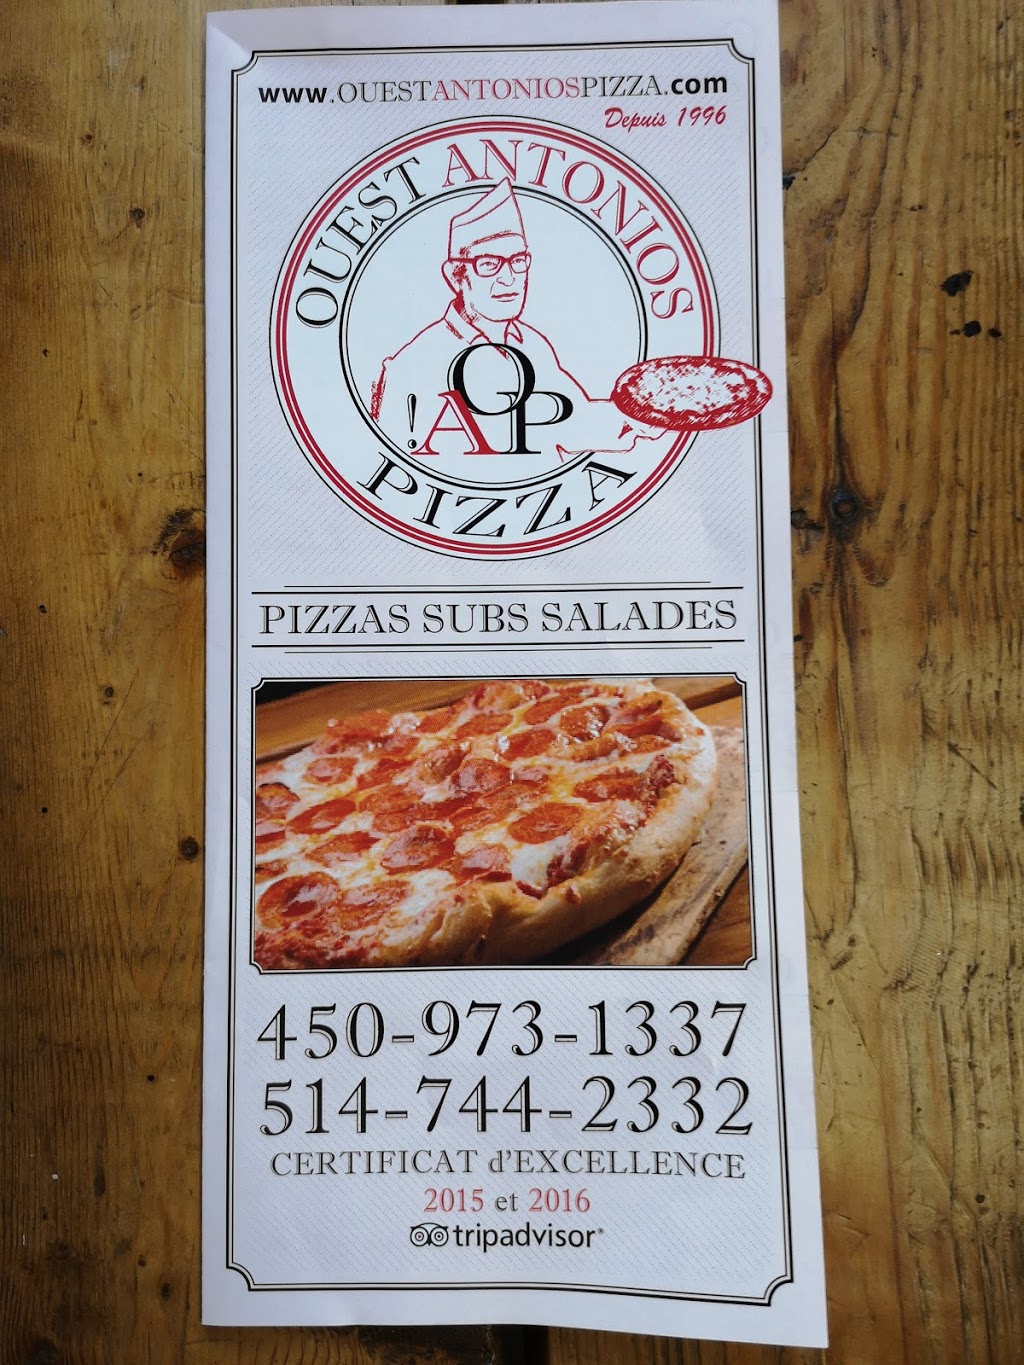 www.OUESTANTONIOSPIZZA.com
Depuis 1996
OUEST ANTONIOS
!AOP
PIZZA
PIZZAS SUBS SALADES
450-973-1337
514-744-2332
CERTIFICAT d'EXCELLENCE
2015 et 2016
tripadvisor®